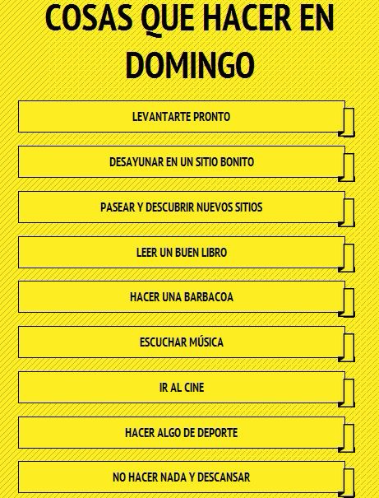 COSAS QUE HACER EN
DOMINGO
LEVANTARTE PRONTO
DESAYUNAR EN UN SITIO BONITO
PASEAR Y DESCUBRIR NUEVOS SITIOS
LEER UN BUEN LIBRO
HACER UNA BARBACOA
ESCUCHAR MÚSICA
IR AL CINE
HACER ALGO DE DEPORTE
NO HACER NADA Y DESCANSAR